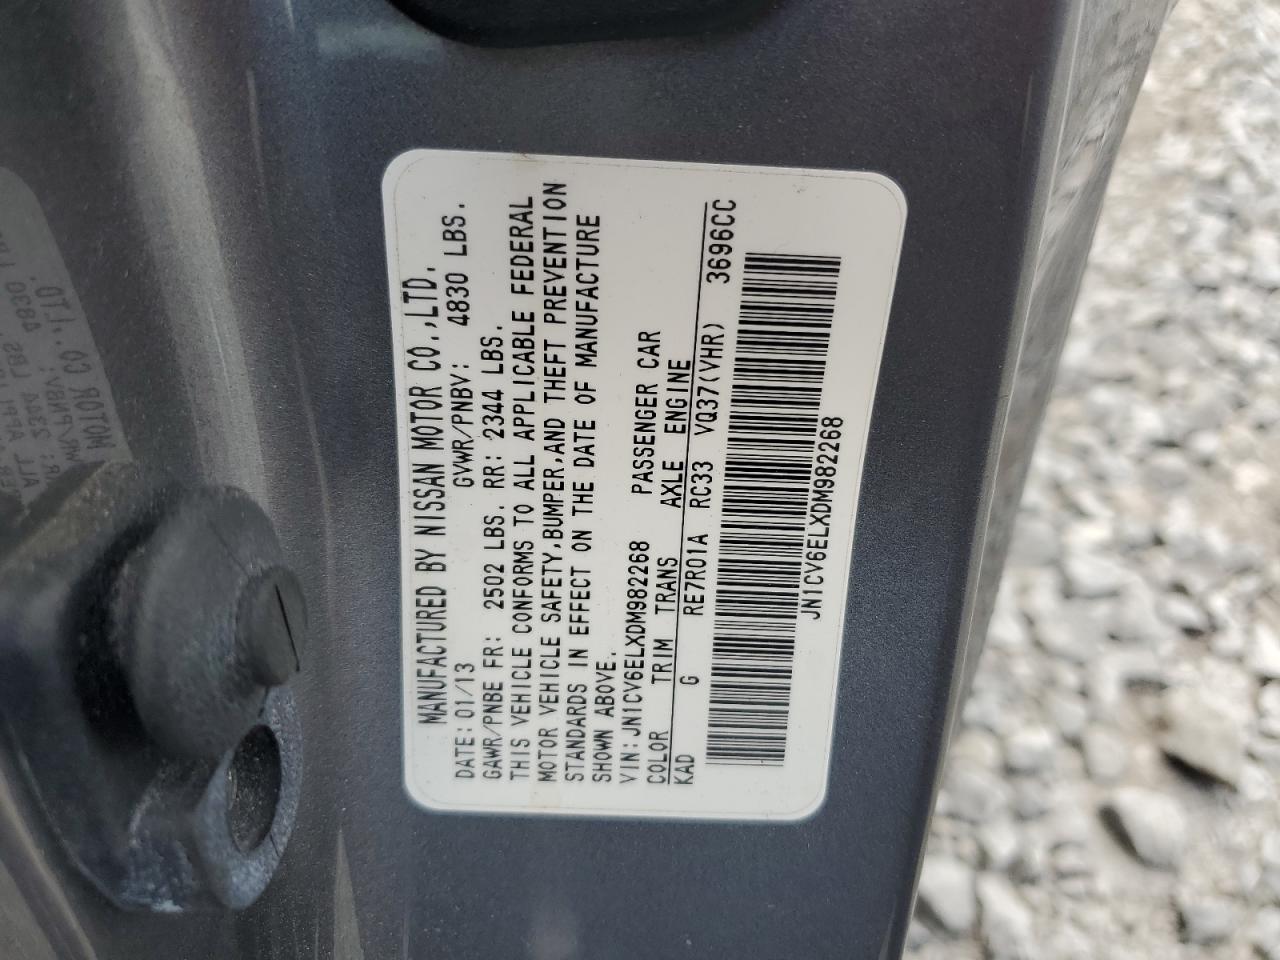 MANUFACTURED BY NISSAN MOTOR CO.,LTD.
DATE:01/13 GVWR/PNBV: 4830 LBS.
GAWR/PNBE FR: 2502 LBS. RR: 2344 LBS.
THIS VEHICLE CONFORMS TO ALL APPLICABLE FEDERAL
MOTOR VEHICLE SAFETY,BUMPER,AND THEFT PREVENTION
STANDARDS IN EFFECT ON THE DATE OF MANUFACTURE
SHOWN ABOVE.
VIN:JN1CV6ELXDM982268 PASSENGER CAR
COLOR TRIM TRANS AXLE ENGINE
KAD G RE7R01A RC33 VQ37(VHR) 3696CC
JN1CV6ELXDM982268